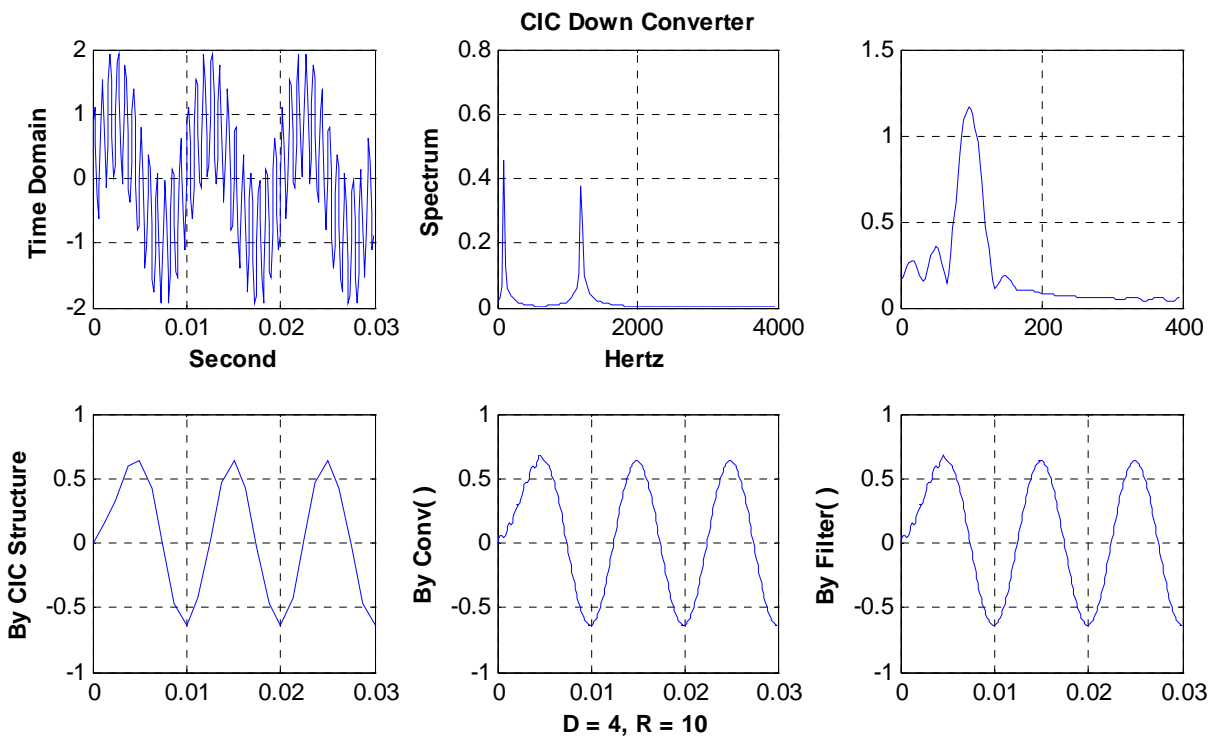 CIC Down Converter
Time Domain
2
1
0
-1
-2
0 0.01 0.02 0.03
Second
Spectrum
0.8
0.6
0.4
0.2
0
0 2000 4000
Hertz
1.5
1
0.5
0
0 200 400
By CIC Structure
1
0.5
0
-0.5
-1
0 0.01 0.02 0.03
By Conv( )
1
0.5
0
-0.5
-1
0 0.01 0.02 0.03
D = 4, R = 10
By Filter( )
1
0.5
0
-0.5
-1
0 0.01 0.02 0.03